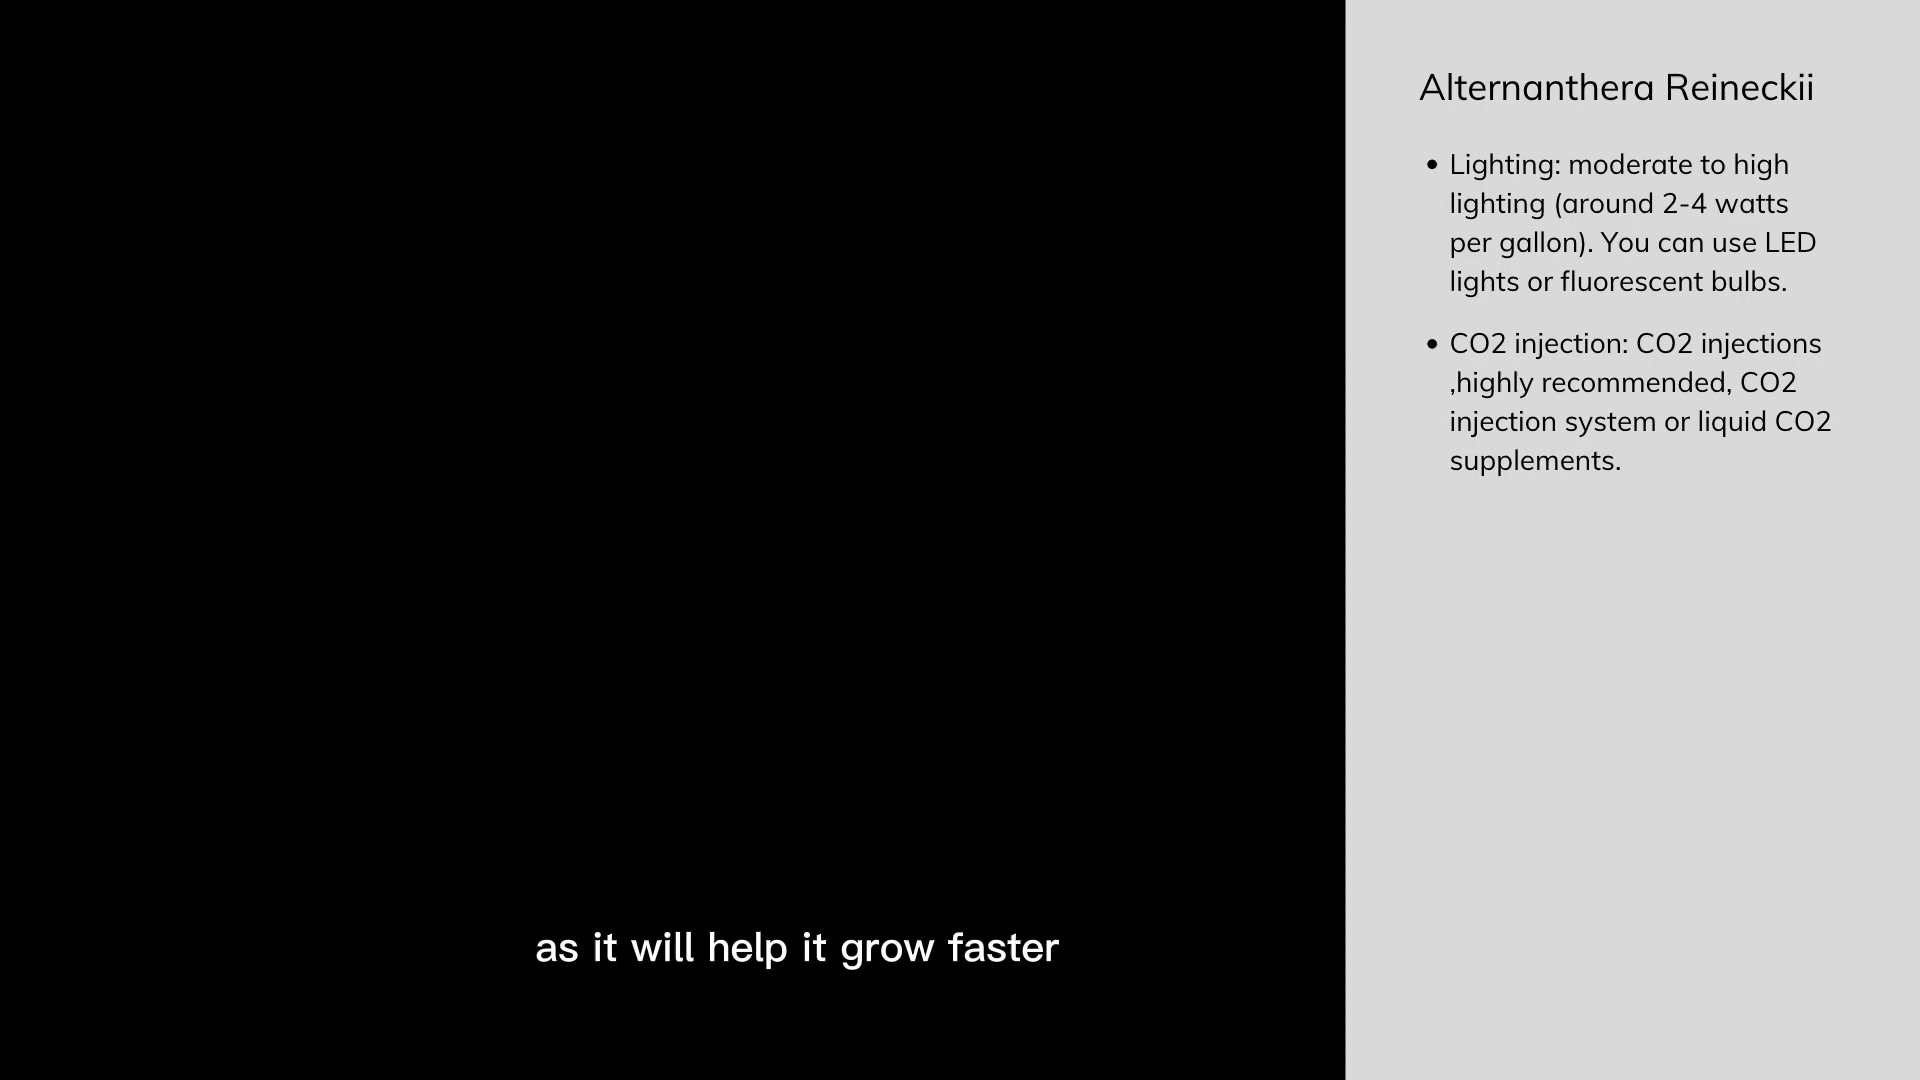 Alternanthera Reineckii
• Lighting: moderate to high
lighting (around 2-4 watts
per gallon). You can use LED
lights or fluorescent bulbs.
• CO2 injection: CO2 injections
,highly recommended, CO2
injection system or liquid CO2
supplements.
as it will help it grow faster